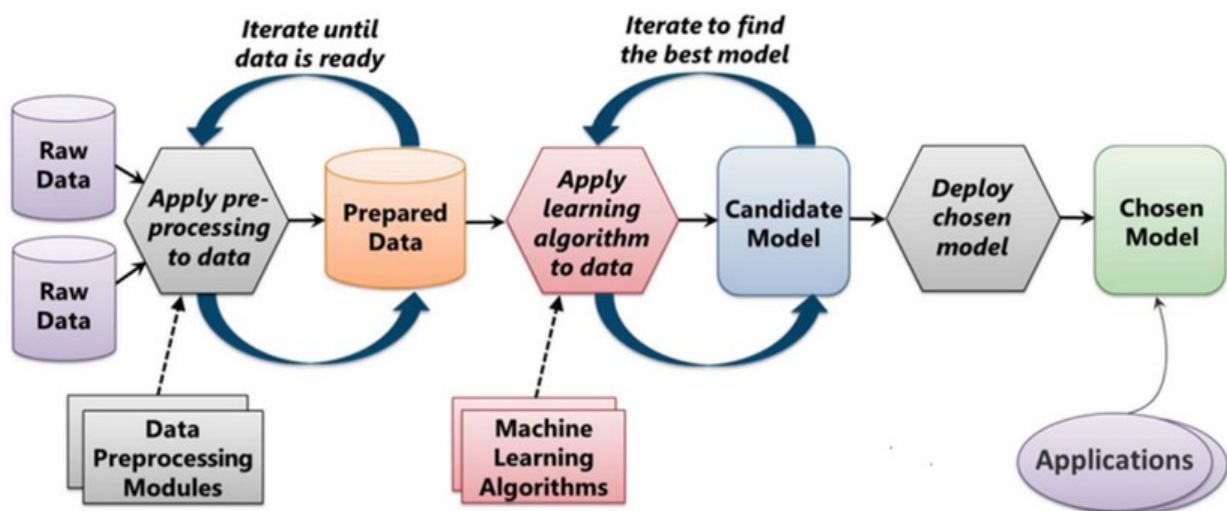 Iterate until
data is ready
Iterate to find
the best model
Raw
Data
Raw
Data
Apply pre-
processing
to data
Prepared
Data
Apply
learning
algorithm
to data
Candidate
Model
Deploy
chosen
model
Chosen
Model
Data
Preprocessing
Modules
Machine
Learning
Algorithms
Applications